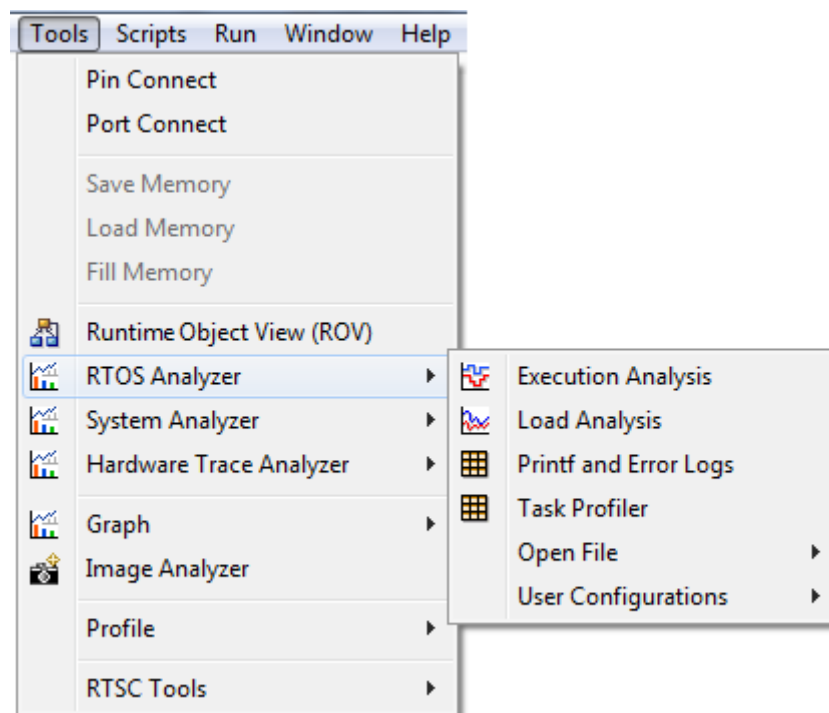 Tools Scripts Run Window Help
Pin Connect
Port Connect
Save Memory
Load Memory
Fill Memory
Runtime Object View (ROV)
RTOS Analyzer
System Analyzer
Hardware Trace Analyzer
Graph
Image Analyzer
Profile
RTSC Tools
Execution Analysis
Load Analysis
Printf and Error Logs
Task Profiler
Open File
User Configurations